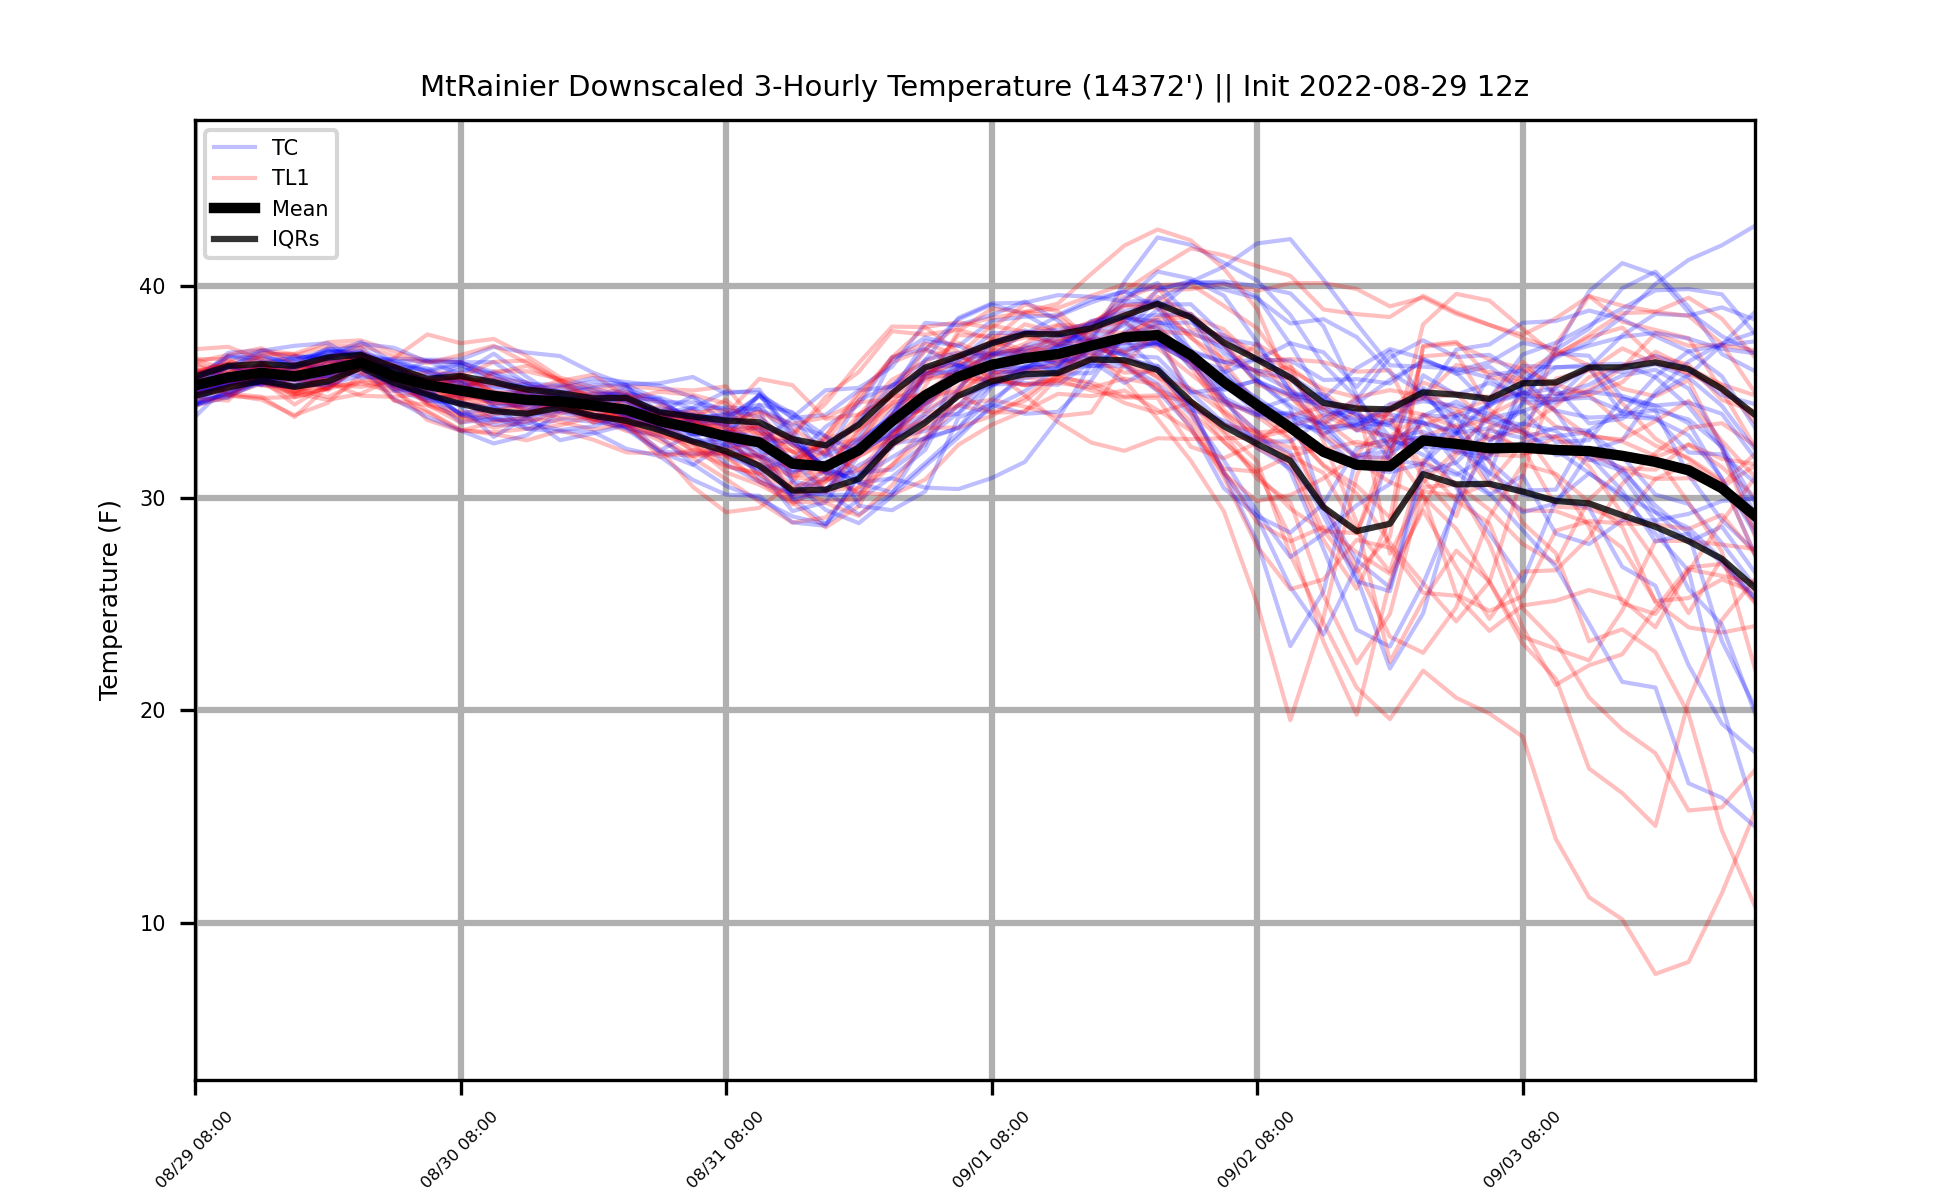 MtRainier Downscaled 3-Hourly Temperature (14372') || Init 2022-08-29 12z
TC
TL1
Mean
IQRs
Temperature (F)
40
30
20
10
08/29 08:00
08/30 08:00
08/31 08:00
09/01 08:00
09/02 08:00
09/03 08:00